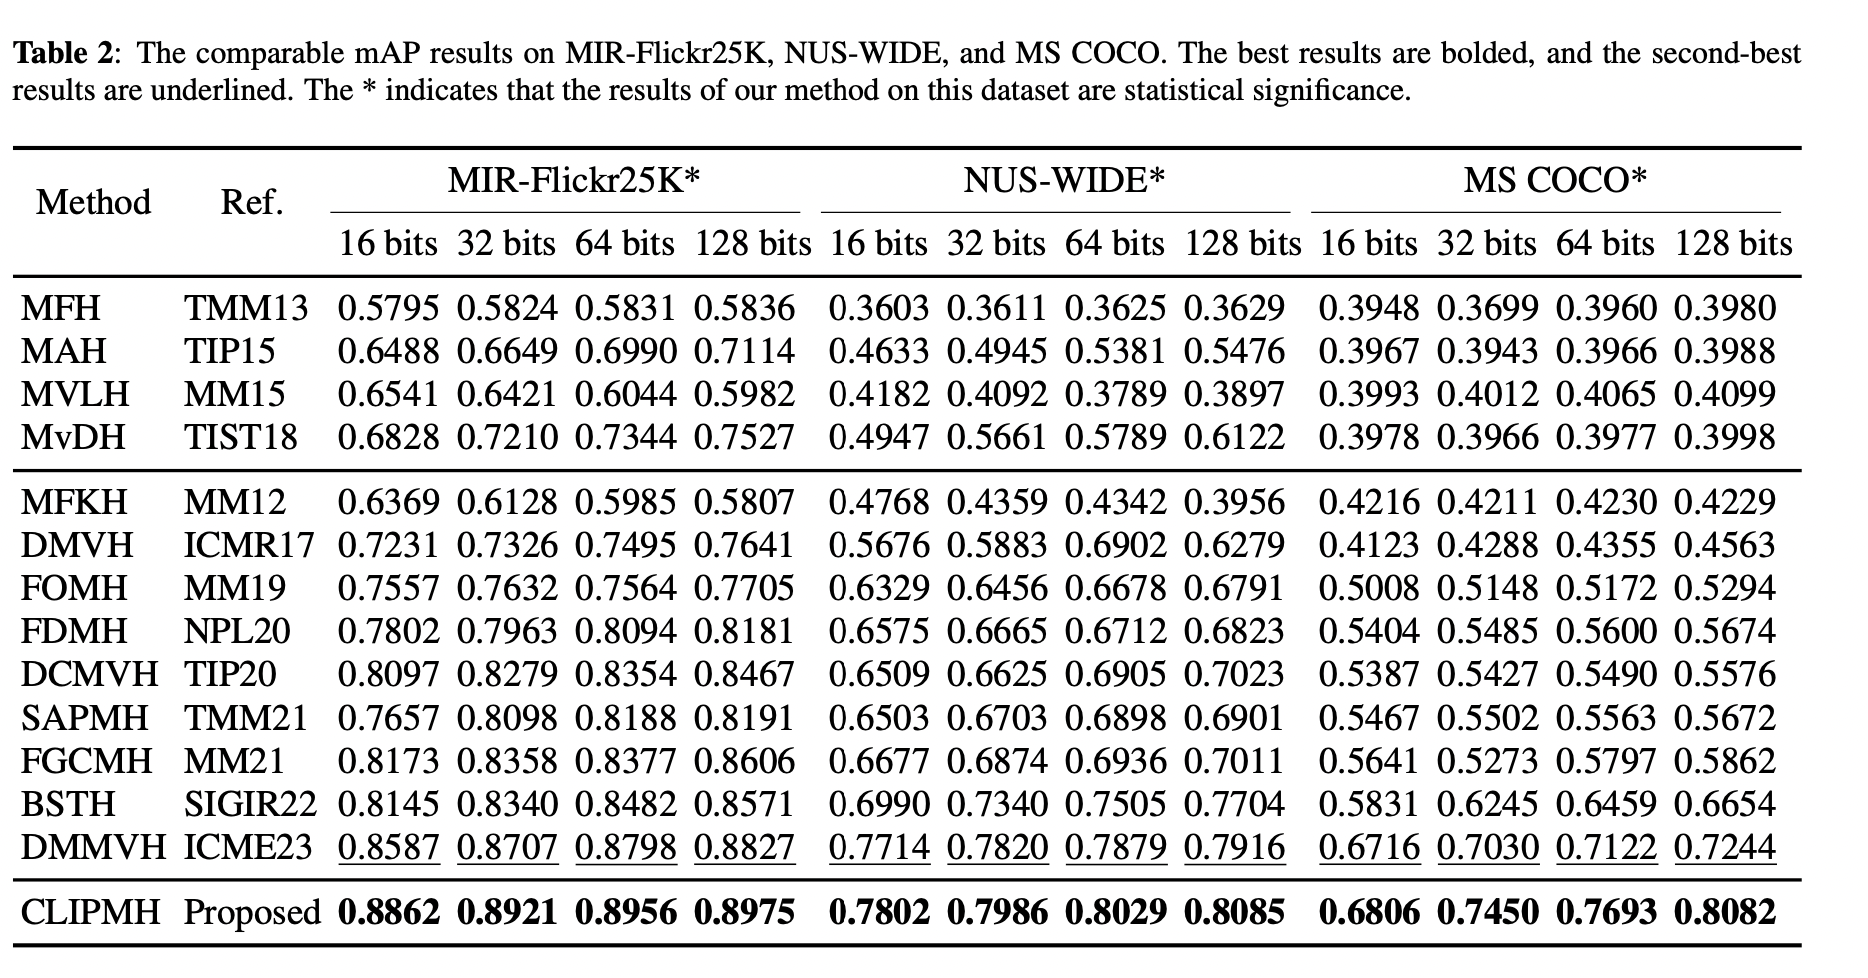 Table 2: The comparable mAP results on MIR-Flickr25K, NUS-WIDE, and MS COCO. The best results are bolded, and the second-best
results are underlined. The * indicates that the results of our method on this dataset are statistical significance.
Method Ref. MIR-Flickr25K* NUS-WIDE* MS COCO*
16 bits 32 bits 64 bits 128 bits 16 bits 32 bits 64 bits 128 bits 16 bits 32 bits 64 bits 128 bits
MFH TMM13 0.5795 0.5824 0.5831 0.5836 0.3603 0.3611 0.3625 0.3629 0.3948 0.3699 0.3960 0.3980
MAH TIP15 0.6488 0.6649 0.6990 0.7114 0.4633 0.4945 0.5381 0.5476 0.3967 0.3943 0.3966 0.3988
MVLH MM15 0.6541 0.6421 0.6044 0.5982 0.4182 0.4092 0.3789 0.3897 0.3993 0.4012 0.4065 0.4099
MvDH TIST18 0.6828 0.7210 0.7344 0.7527 0.4947 0.5661 0.5789 0.6122 0.3978 0.3966 0.3977 0.3998
MFKH MM12 0.6369 0.6128 0.5985 0.5807 0.4768 0.4359 0.4342 0.3956 0.4216 0.4211 0.4230 0.4229
DMVH ICMR17 0.7231 0.7326 0.7495 0.7641 0.5676 0.5883 0.6902 0.6279 0.4123 0.4288 0.4355 0.4563
FOMH MM19 0.7557 0.7632 0.7564 0.7705 0.6329 0.6456 0.6678 0.6791 0.5008 0.5148 0.5172 0.5294
FDMH NPL20 0.7802 0.7963 0.8094 0.8181 0.6575 0.6665 0.6712 0.6823 0.5404 0.5485 0.5600 0.5674
DCMVH TIP20 0.8097 0.8279 0.8354 0.8467 0.6509 0.6625 0.6905 0.7023 0.5387 0.5427 0.5490 0.5576
SAPMH TMM21 0.7657 0.8098 0.8188 0.8191 0.6503 0.6703 0.6898 0.6901 0.5467 0.5502 0.5563 0.5672
FGCMH MM21 0.8173 0.8358 0.8377 0.8606 0.6677 0.6874 0.6936 0.7011 0.5641 0.5273 0.5797 0.5862
BSTH SIGIR22 0.8145 0.8340 0.8482 0.8571 0.6990 0.7340 0.7505 0.7704 0.5831 0.6245 0.6459 0.6654
DMMVH ICME23 0.8587 0.8707 0.8798 0.8827 0.7714 0.7820 0.7879 0.7916 0.6716 0.7030 0.7122 0.7244
CLIPMH Proposed 0.8862 0.8921 0.8956 0.8975 0.7802 0.7986 0.8029 0.8085 0.6806 0.7450 0.7693 0.8082